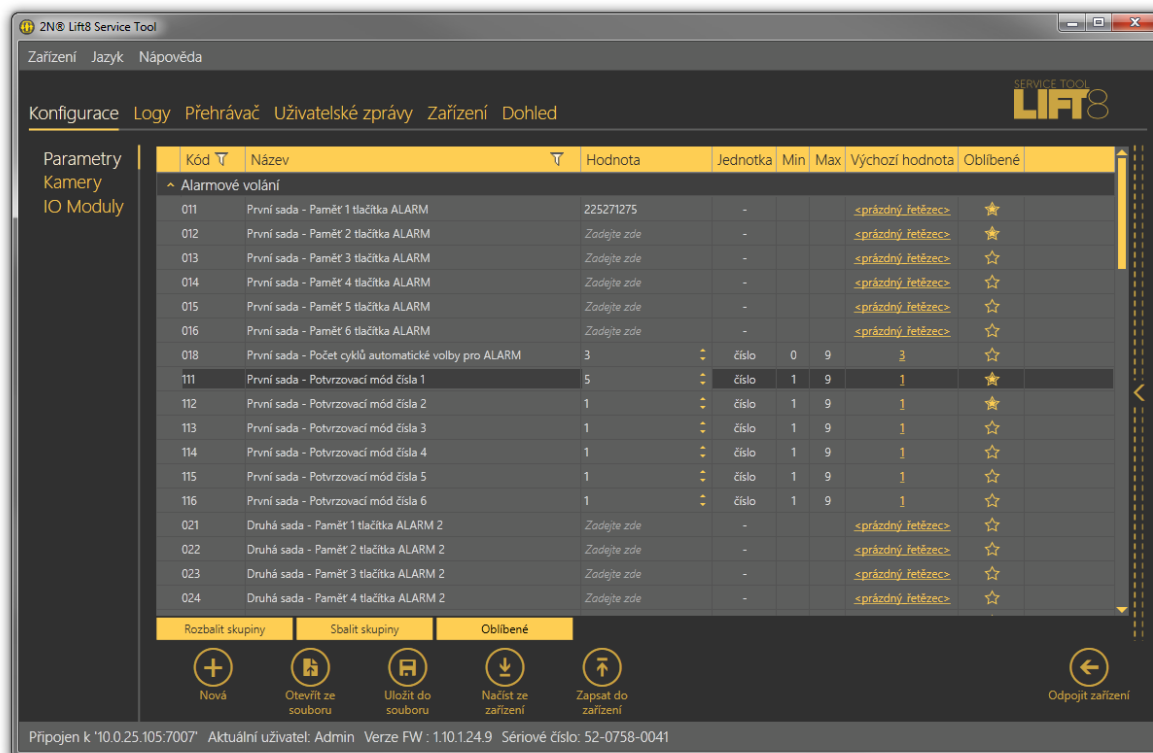 2N® Lift8 Service Tool
Zařízení Jazyk Nápověda
SERVICE TOOL
LIFT8
Konfigurace Logy Přehrávač Uživatelské zprávy Zařízení Dohled
Parametry
Kamery
IO Moduly
Kód Název Hodnota Jednotka Min Max Výchozí hodnota Oblíbené
Alarmové volání
011 První sada - Paměť 1 tlačítka ALARM 225271275 - <prázdný řetězec>
012 První sada - Paměť 2 tlačítka ALARM Zadejte zde - <prázdný řetězec>
013 První sada - Paměť 3 tlačítka ALARM Zadejte zde - <prázdný řetězec>
014 První sada - Paměť 4 tlačítka ALARM Zadejte zde - <prázdný řetězec>
015 První sada - Paměť 5 tlačítka ALARM Zadejte zde - <prázdný řetězec>
016 První sada - Paměť 6 tlačítka ALARM Zadejte zde - <prázdný řetězec>
018 První sada - Počet cyklů automatické volby pro ALARM 3 číslo 0 9 3
111 První sada - Potvrzovací mód čísla 1 5 číslo 1 9 1
112 První sada - Potvrzovací mód čísla 2 1 číslo 1 9 1
113 První sada - Potvrzovací mód čísla 3 1 číslo 1 9 1
114 První sada - Potvrzovací mód čísla 4 1 číslo 1 9 1
115 První sada - Potvrzovací mód čísla 5 1 číslo 1 9 1
116 První sada - Potvrzovací mód čísla 6 1 číslo 1 9 1
021 Druhá sada - Paměť 1 tlačítka ALARM 2 Zadejte zde - <prázdný řetězec>
022 Druhá sada - Paměť 2 tlačítka ALARM 2 Zadejte zde - <prázdný řetězec>
023 Druhá sada - Paměť 3 tlačítka ALARM 2 Zadejte zde - <prázdný řetězec>
024 Druhá sada - Paměť 4 tlačítka ALARM 2 Zadejte zde - <prázdný řetězec>
Rozbalit skupiny Sbalit skupiny Oblíbené
Nová
Otevřít ze
souboru
Uložit do
souboru
Načíst ze
zařízení
Zapsat do
zařízení
Odpojit zařízení
Připojen k '10.0.25.105:7007' Aktuální uživatel: Admin Verze FW : 1.10.1.24.9 Sériové číslo: 52-0758-0041